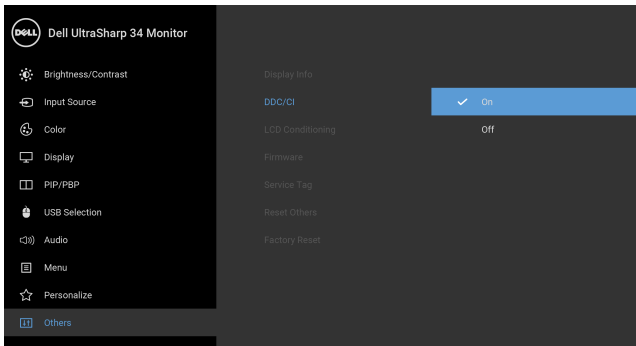 DELL Dell UltraSharp 34 Monitor
Brightness/Contrast
Input Source
Color
Display
PIP/PBP
USB Selection
Audio
Menu
Personalize
Others
Display Info
DDC/CI
LCD Conditioning
Firmware
Service Tag
Reset Others
Factory Reset
On
Off